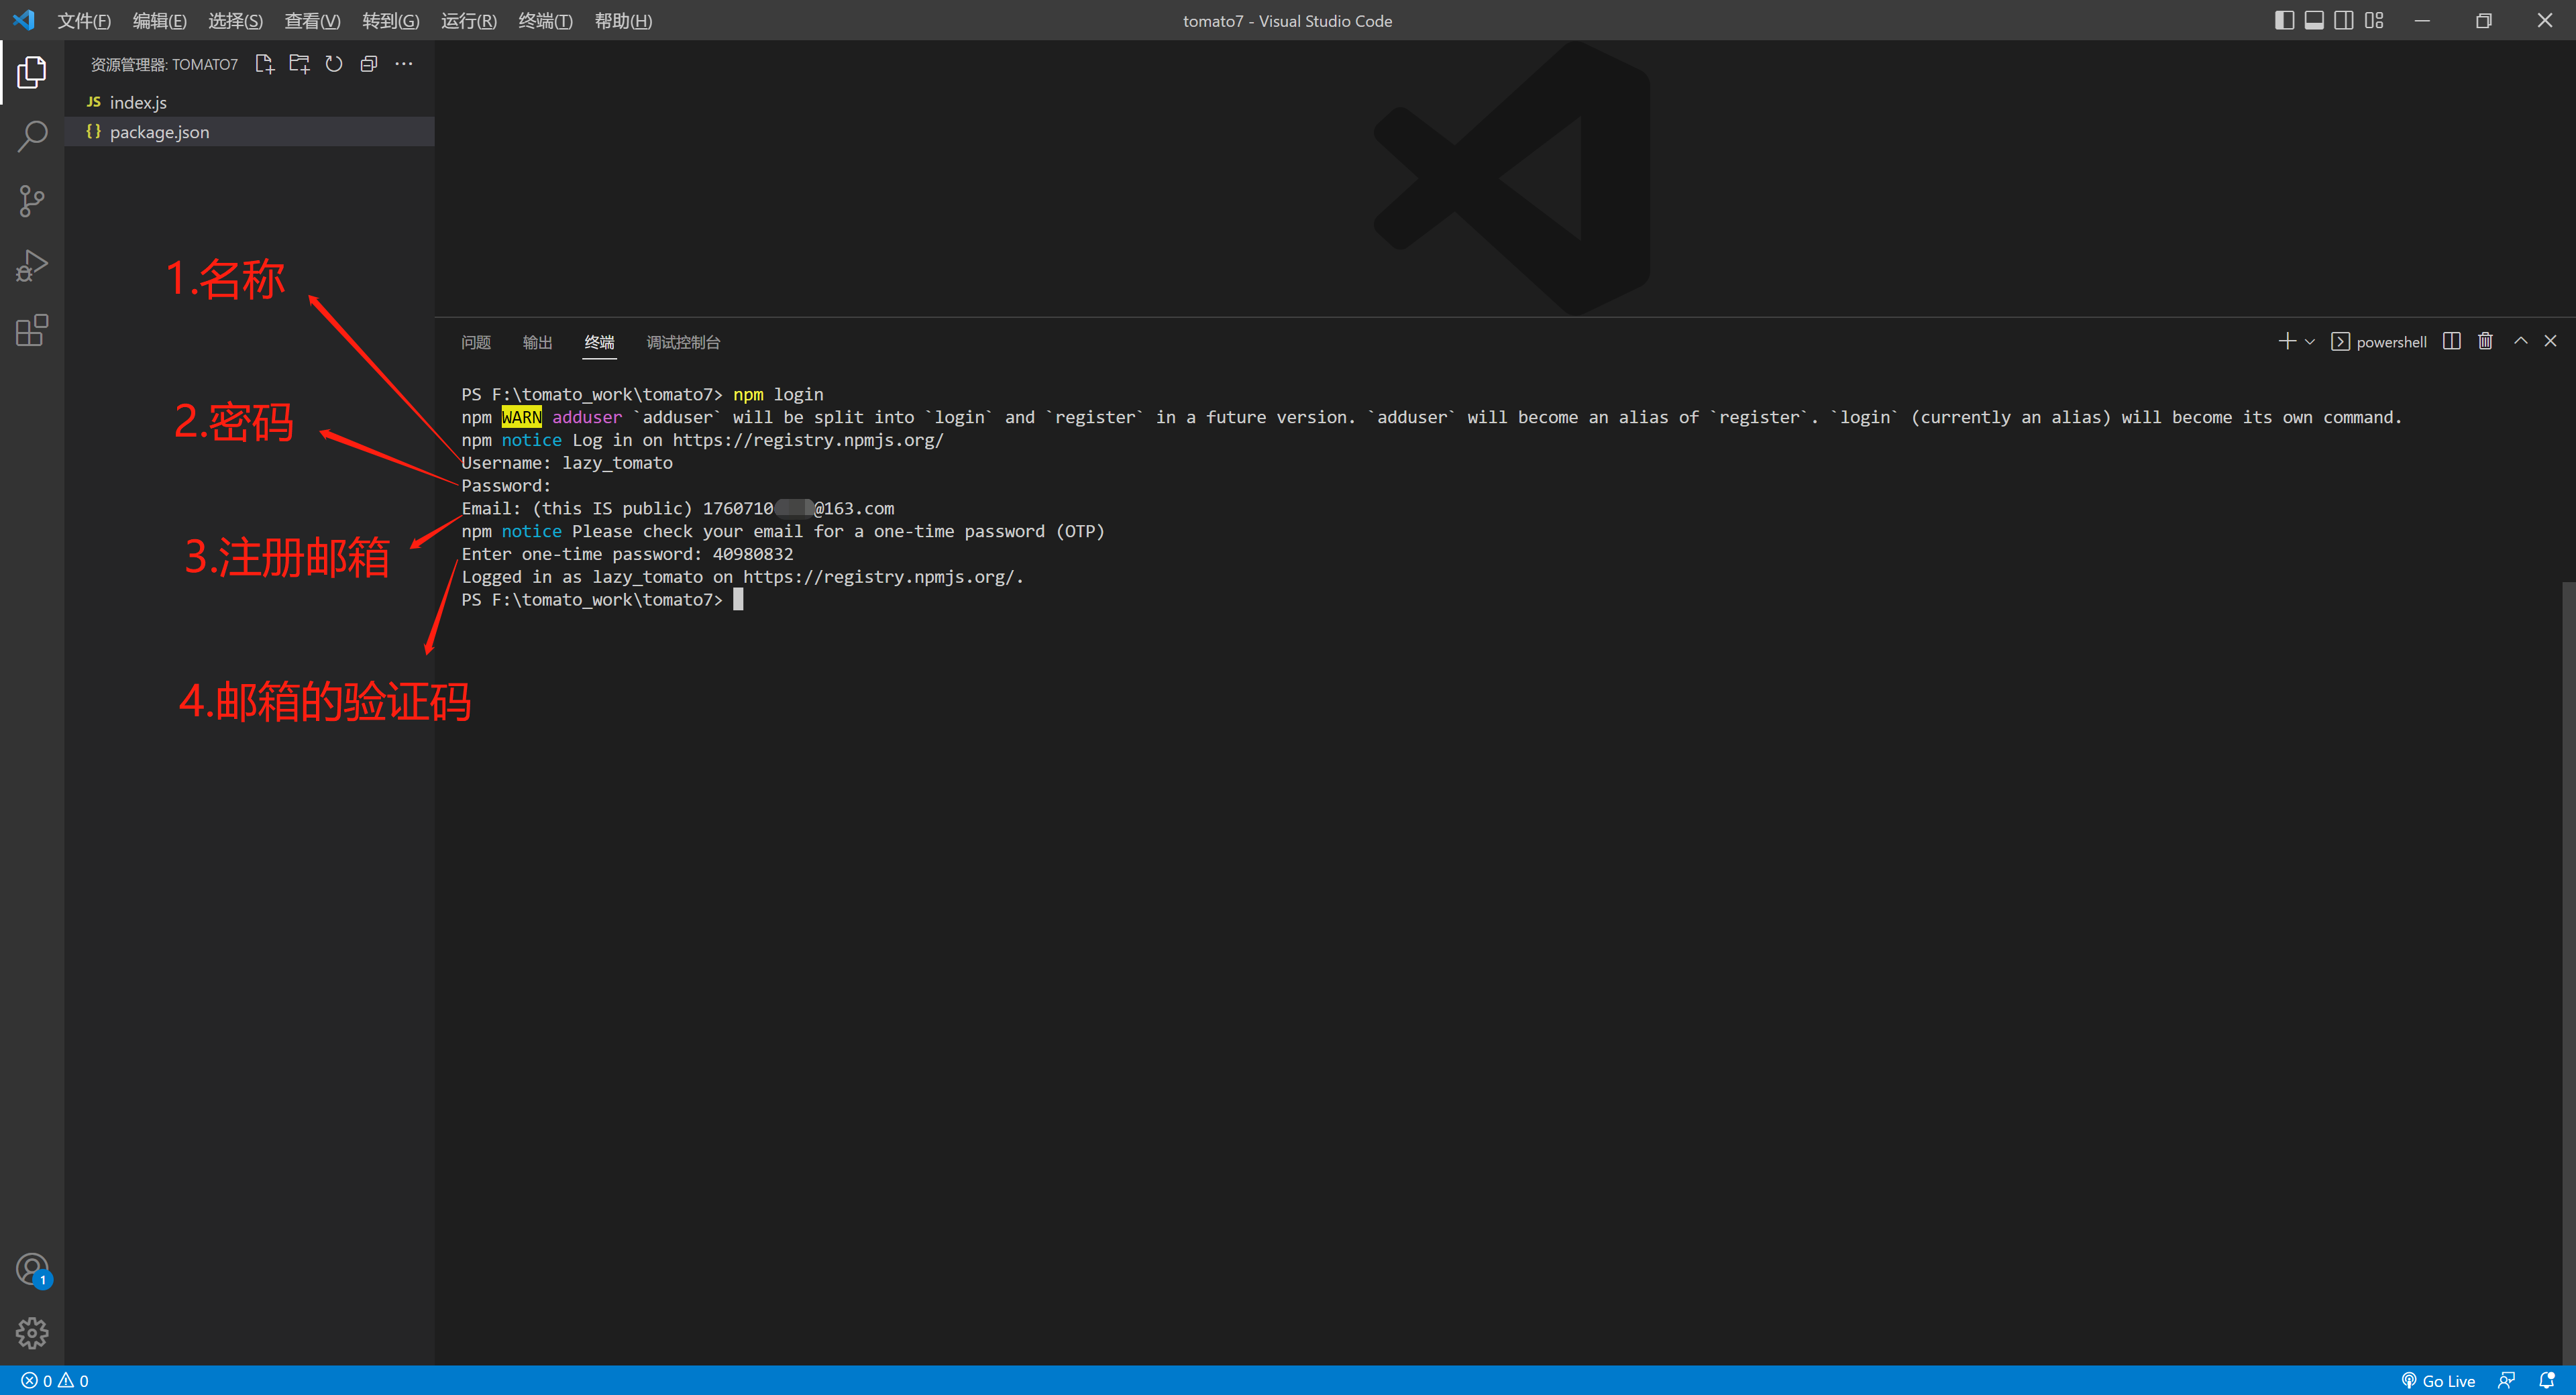 文件(F) 编辑(E) 选择(S) 查看(V) 转到(G) 运行(R) 终端(T) 帮助(H)
tomato7 - Visual Studio Code
资源管理器: TOMATO7
JS index.js
{} package.json
1.名称
2.密码
3.注册邮箱
4.邮箱的验证码
问题 输出 终端 调试控制台
powershell
PS F:\tomato_work\tomato7> npm login
npm WARN adduser `adduser` will be split into `login` and `register` in a future version. `adduser` will become an alias of `register`. `login` (currently an alias) will become its own command.
npm notice Log in on https://registry.npmjs.org/
Username: lazy_tomato
Password:
Email: (this IS public) 1760710 @163.com
npm notice Please check your email for a one-time password (OTP)
Enter one-time password: 40980832
Logged in as lazy_tomato on https://registry.npmjs.org/.
PS F:\tomato_work\tomato7>
1
0 0
Go Live